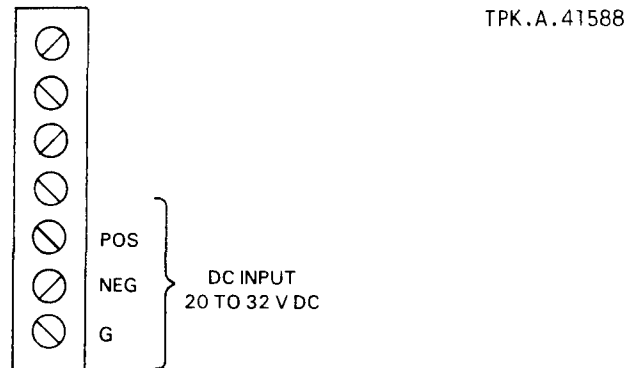 TPK.A.41588
POS
NEG
G
DC INPUT
20 TO 32 V DC